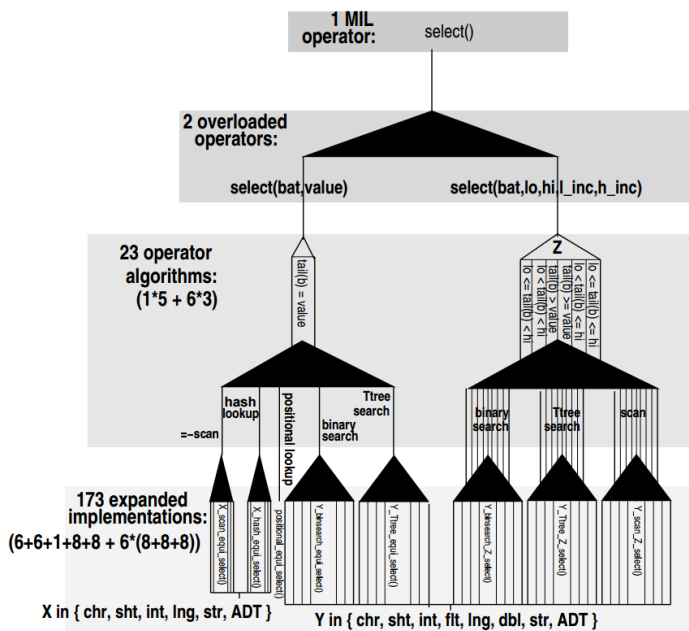 1 MIL
operator:
select()
2 overloaded
operators:
select(bat,value)
select(bat,lo,hi,l_inc,h_inc)
23 operator
algorithms:
(1*5 + 6*3)
tail(b) = value
Z
lo <= tail(b) < hi
lo < tail(b) < hi
tail(b) > value
tail(b) >= value
lo < tail(b) <= hi
lo <= tail(b) <= hi
=-scan
hash
lookup
positional lookup
binary
search
Ttree
search
binary
search
Ttree
search
scan
173 expanded
implementations:
(6+6+1+8+8 + 6*(8+8+8))
X_scan_equi_select()
X_hash_equi_select()
positional_equi_select()
Y_binsearch_equi_select()
Y_Ttree_equi_select()
Y_binsearch_Z_select()
Y_Ttree_Z_select()
Y_scan_Z_select()
X in { chr, sht, int, lng, str, ADT }
Y in { chr, sht, int, flt, lng, dbl, str, ADT }